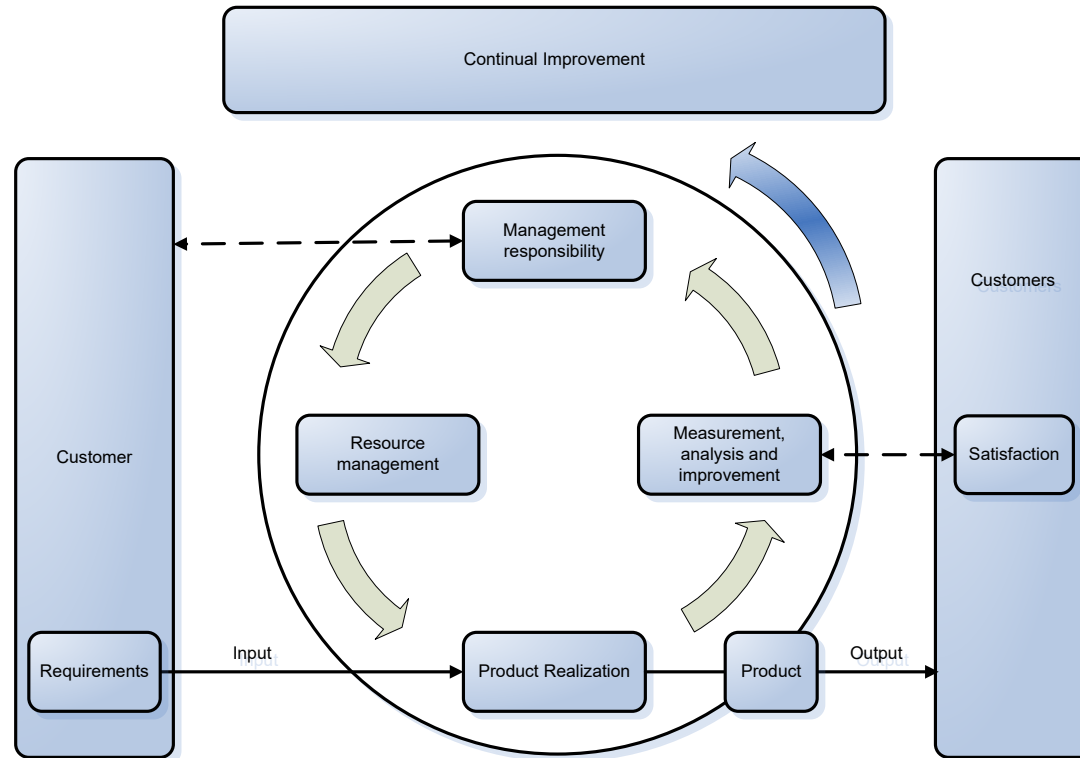 Continual Improvement
Management
responsibility
Customers
Customer
Resource
management
Measurement,
analysis and
improvement
Satisfaction
Requirements
Input
Product Realization
Product
Output